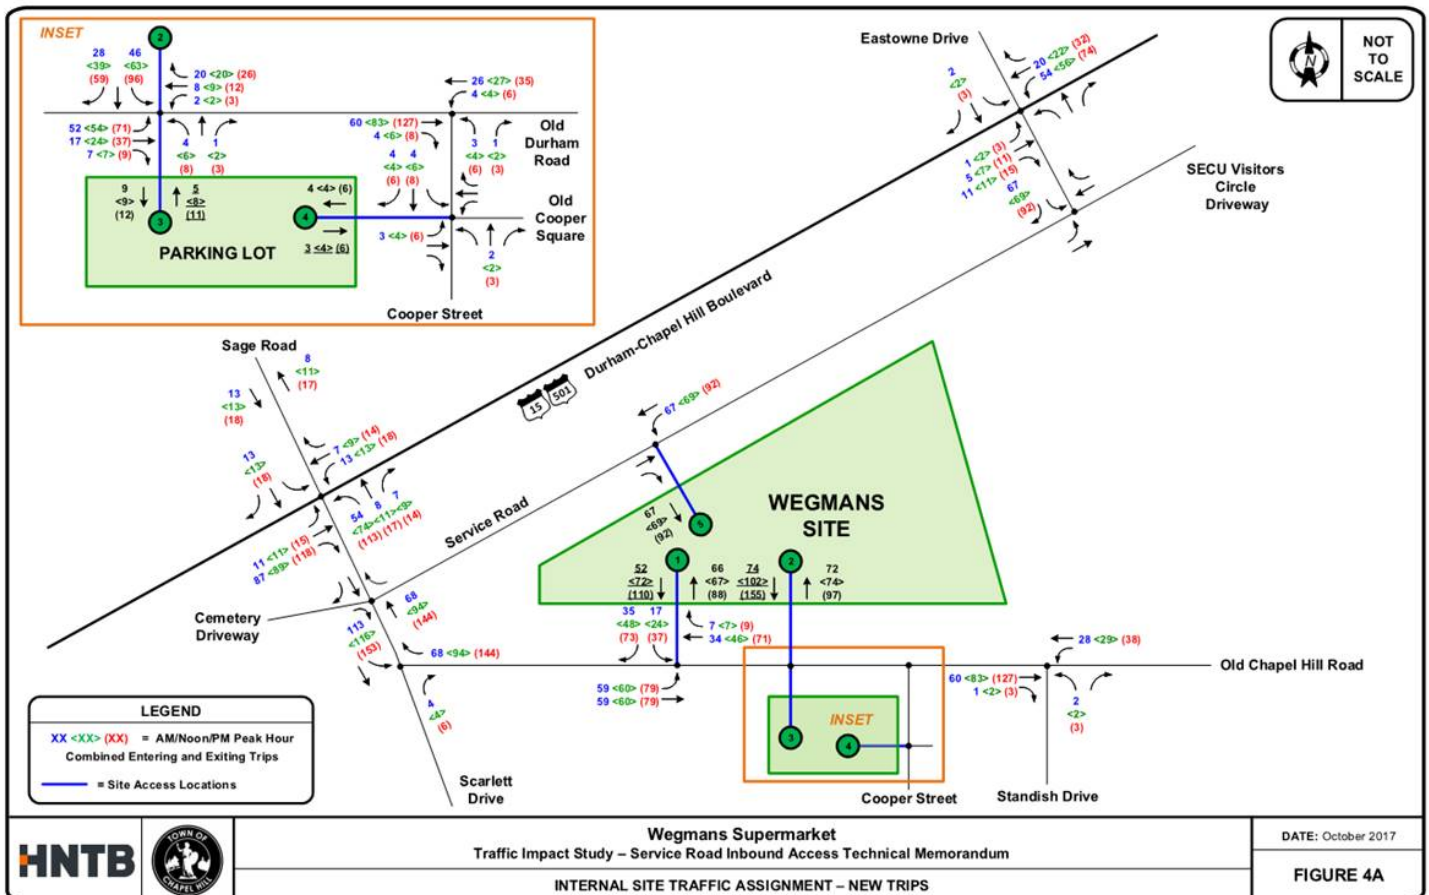 INSET
2
28 46
<39> <63>
(59) (96)
20 <20> (26)
8 <9> (12)
2 <2> (3)
26 <27> (35)
4 <4> (6)
52 <54> (71)
17 <24> (37)
7 <7> (9)
4 1
<6> <2>
(8) (3)
60 <83> (127)
4 <6> (8)
4 4
<4> <6>
(6) (8)
3 1
<4> <2>
(6) (3)
Old
Durham
Road
9
<9>
(12)
5
<8>
(11)
4 <4> (6)
3
4
3 <4> (6)
PARKING LOT
3 <4> (6)
2
<2>
(3)
Old
Cooper
Square
Cooper Street
Eastowne Drive
2
<2>
(3)
20 <22> (32)
54 <56> (74)
1 <2> (3)
5 <7> (11)
11 <11> (15)
67
<69>
(92)
SECU Visitors
Circle
Driveway
N
NOT
TO
SCALE
Sage Road
8
<11>
(17)
13
<13>
(18)
13
<13>
(18)
7 <9> (14)
13 <13> (18)
54 8 7
<74> <11> <9>
(113) (17) (14)
11 <11> (15)
87 <89> (118)
15 501
Durham-Chapel Hill Boulevard
Service Road
67 <69> (92)
67
<69>
(92)
5
WEGMANS
SITE
1
2
52
<72>
(110)
66
<67>
(88)
74
<102>
(155)
72
<74>
(97)
35 17
<48> <24>
(73) (37)
7 <7> (9)
34 <46> (71)
59 <60> (79)
59 <60> (79)
Cemetery
Driveway
113
<116>
(153)
68
<94>
(144)
68 <94> (144)
4
<4>
(6)
Scarlett
Drive
INSET
3
4
Cooper Street
28 <29> (38)
60 <83> (127)
1 <2> (3)
2
<2>
(3)
Old Chapel Hill Road
Standish Drive
LEGEND
XX <XX> (XX) = AM/Noon/PM Peak Hour
Combined Entering and Exiting Trips
= Site Access Locations
HNTB
TOWN OF
CHAPEL HILL
Wegmans Supermarket
Traffic Impact Study – Service Road Inbound Access Technical Memorandum
INTERNAL SITE TRAFFIC ASSIGNMENT – NEW TRIPS
DATE: October 2017
FIGURE 4A